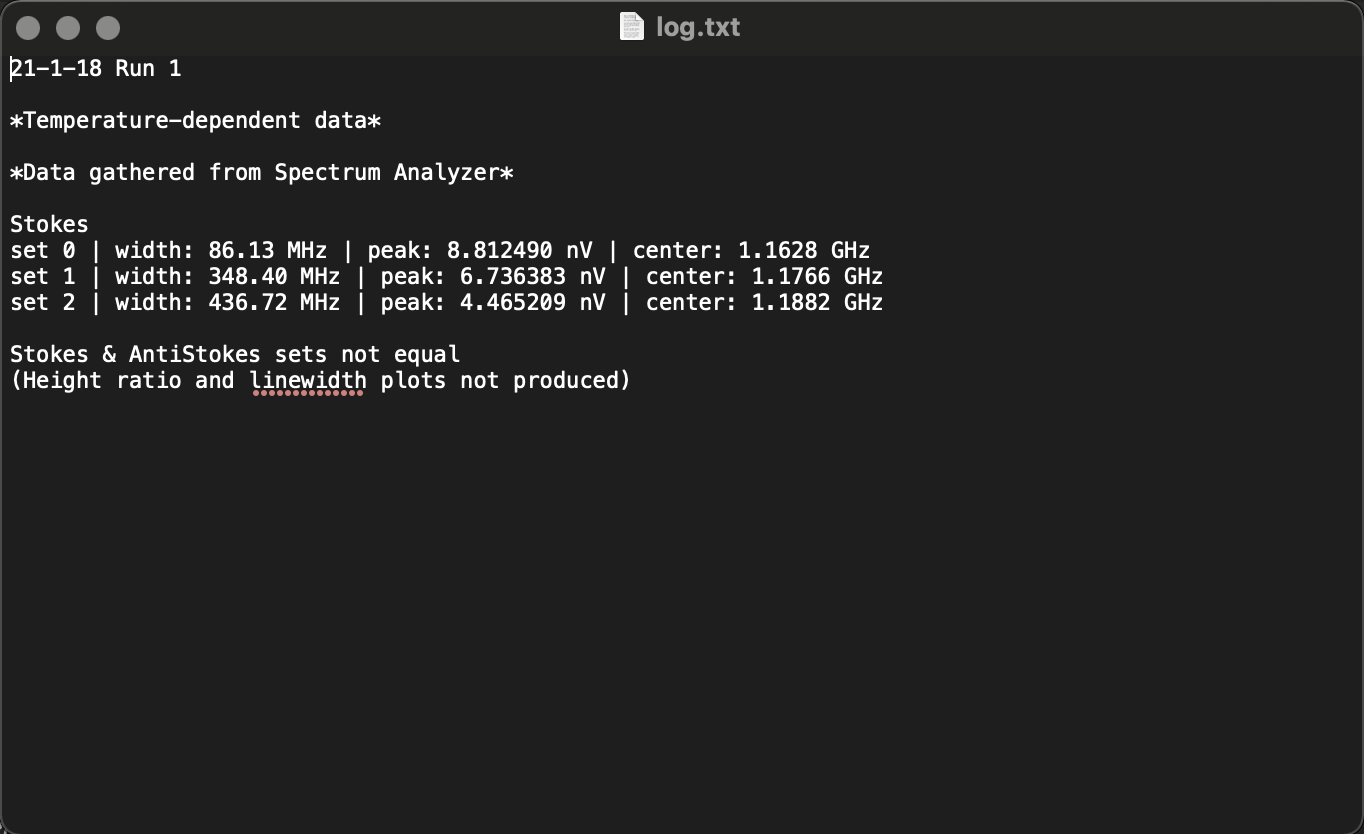 log.txt
21-1-18 Run 1
*Temperature-dependent data*
*Data gathered from Spectrum Analyzer*
Stokes
set 0 | width: 86.13 MHz | peak: 8.812490 nV | center: 1.1628 GHz
set 1 | width: 348.40 MHz | peak: 6.736383 nV | center: 1.1766 GHz
set 2 | width: 436.72 MHz | peak: 4.465209 nV | center: 1.1882 GHz
Stokes & AntiStokes sets not equal
(Height ratio and linewidth plots not produced)